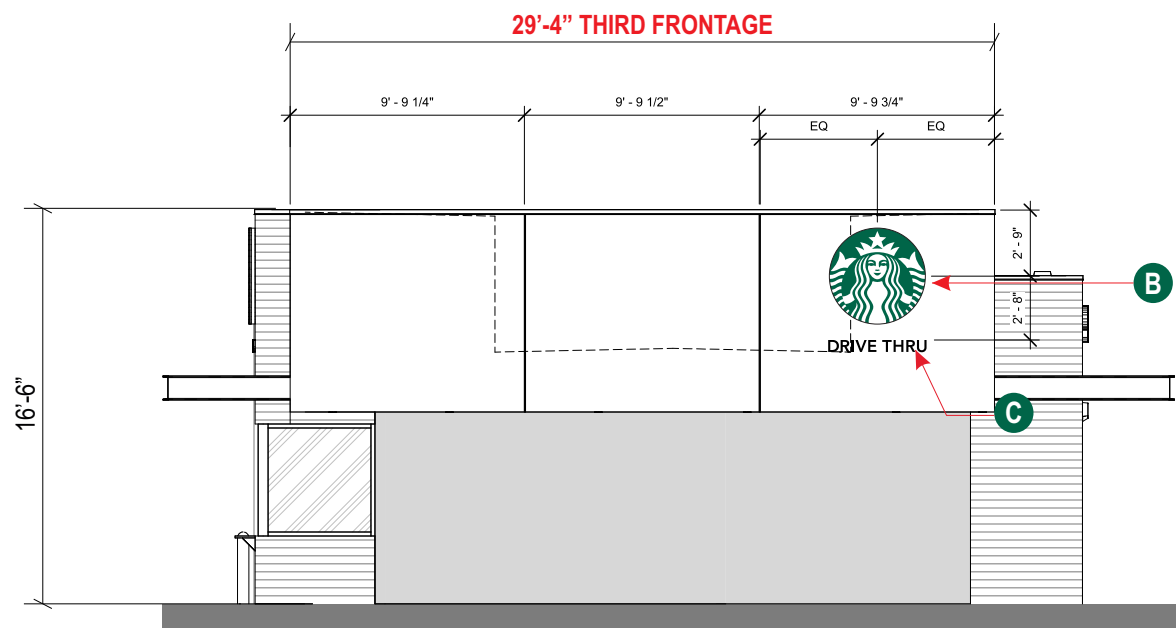 29’-4” THIRD FRONTAGE
9' - 9 1/4"
9' - 9 1/2"
9' - 9 3/4"
EQ
EQ
2' - 9"
B
2' - 8"
DRIVE THRU
16’-6”
C